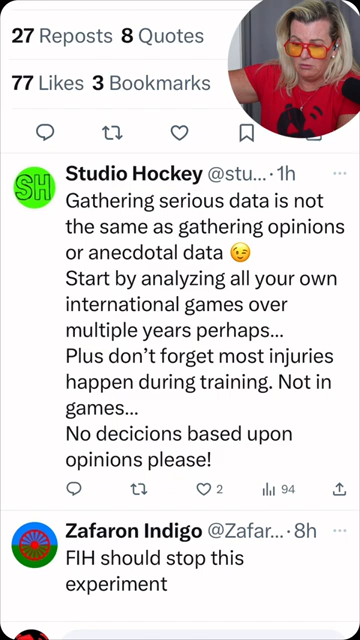 27 Reposts 8 Quotes
77 Likes 3 Bookmarks
SH
Studio Hockey @stu... · 1h
Gathering serious data is not
the same as gathering opinions
or anecdotal data 😉
Start by analyzing all your own
international games over
multiple years perhaps...
Plus don't forget most injuries
happen during training. Not in
games...
No decicions based upon
opinions please!
2 94
Zafaron Indigo @Zafar... · 8h
FIH should stop this
experiment